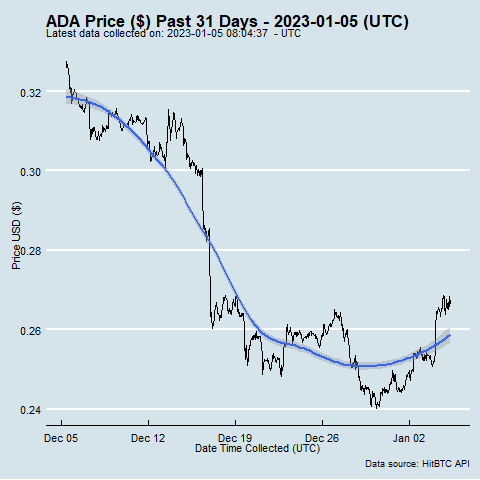 ADA Price ($) Past 31 Days - 2023-01-05 (UTC)
Latest data collected on: 2023-01-05 08:04:37  - UTC
Price USD ($)
0.32
0.30
0.28
0.26
0.24
Dec 05
Dec 12
Dec 19
Dec 26
Jan 02
Date Time Collected (UTC)
Data source: HitBTC API